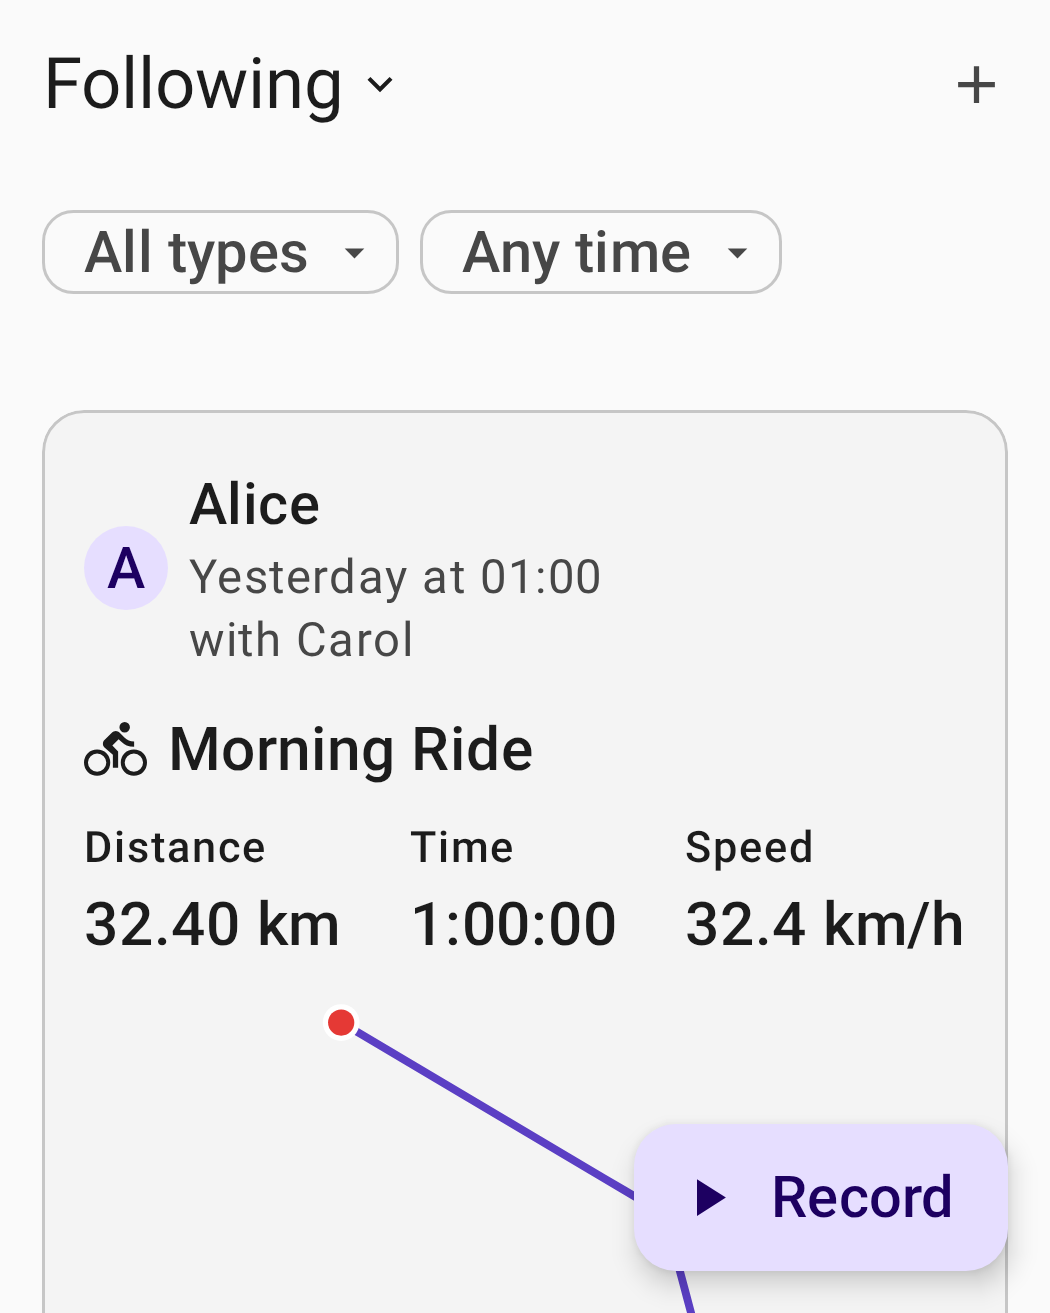 Following
All types
Any time
Alice
A
Yesterday at 01:00
with Carol
Morning Ride
Distance
Time
Speed
32.40 km
1:00:00
32.4 km/h
Record